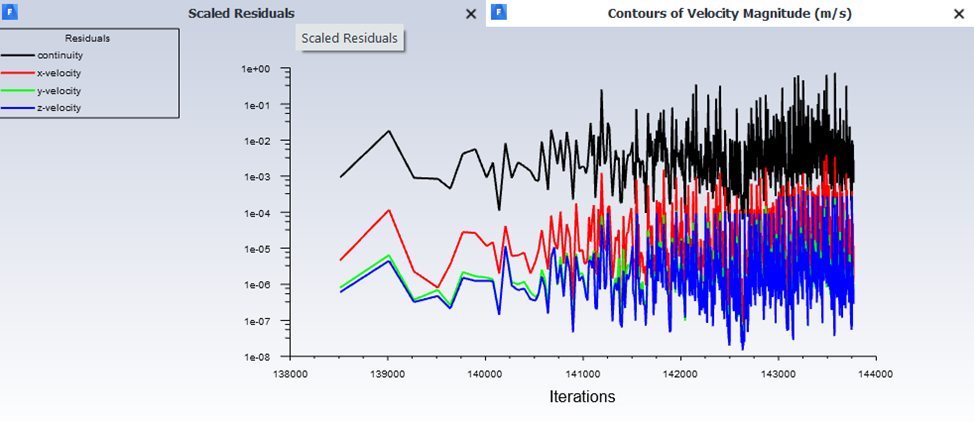 Scaled Residuals
Contours of Velocity Magnitude (m/s)
Scaled Residuals
Residuals
continuity
x-velocity
y-velocity
z-velocity
1e+00
1e-01
1e-02
1e-03
1e-04
1e-05
1e-06
1e-07
1e-08
138000 139000 140000 141000 142000 143000 144000
Iterations